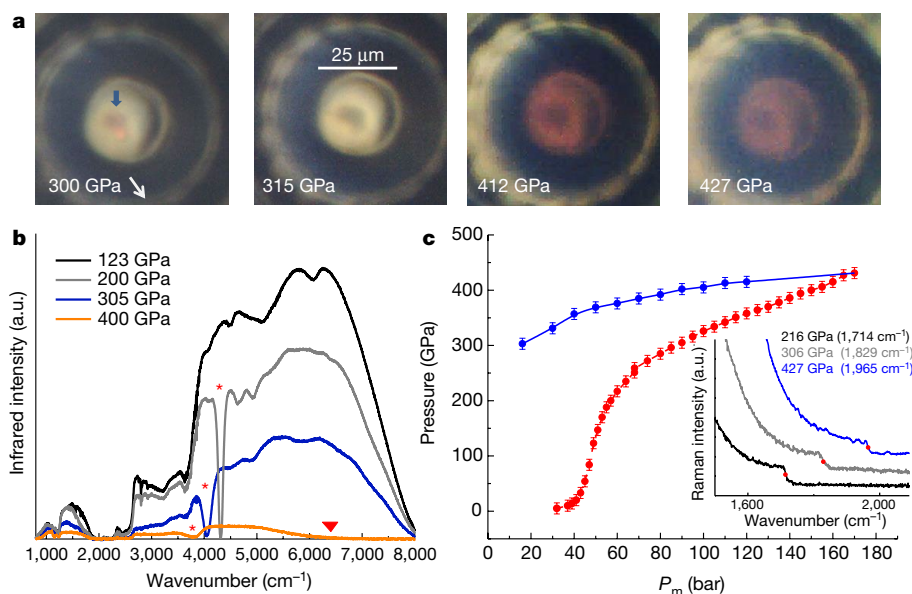 a
300 GPa
25 μm
315 GPa
412 GPa
427 GPa
b
Infrared intensity (a.u.)
123 GPa
200 GPa
305 GPa
400 GPa
*
*
*
1,000 2,000 3,000 4,000 5,000 6,000 7,000 8,000
Wavenumber (cm⁻¹)
c
Pressure (GPa)
500
400
300
200
100
0
0 20 40 60 80 100 120 140 160 180
Pₘ (bar)
216 GPa (1,714 cm⁻¹)
306 GPa (1,829 cm⁻¹)
427 GPa (1,965 cm⁻¹)
Raman intensity (a.u.)
1,600 2,000
Wavenumber (cm⁻¹)